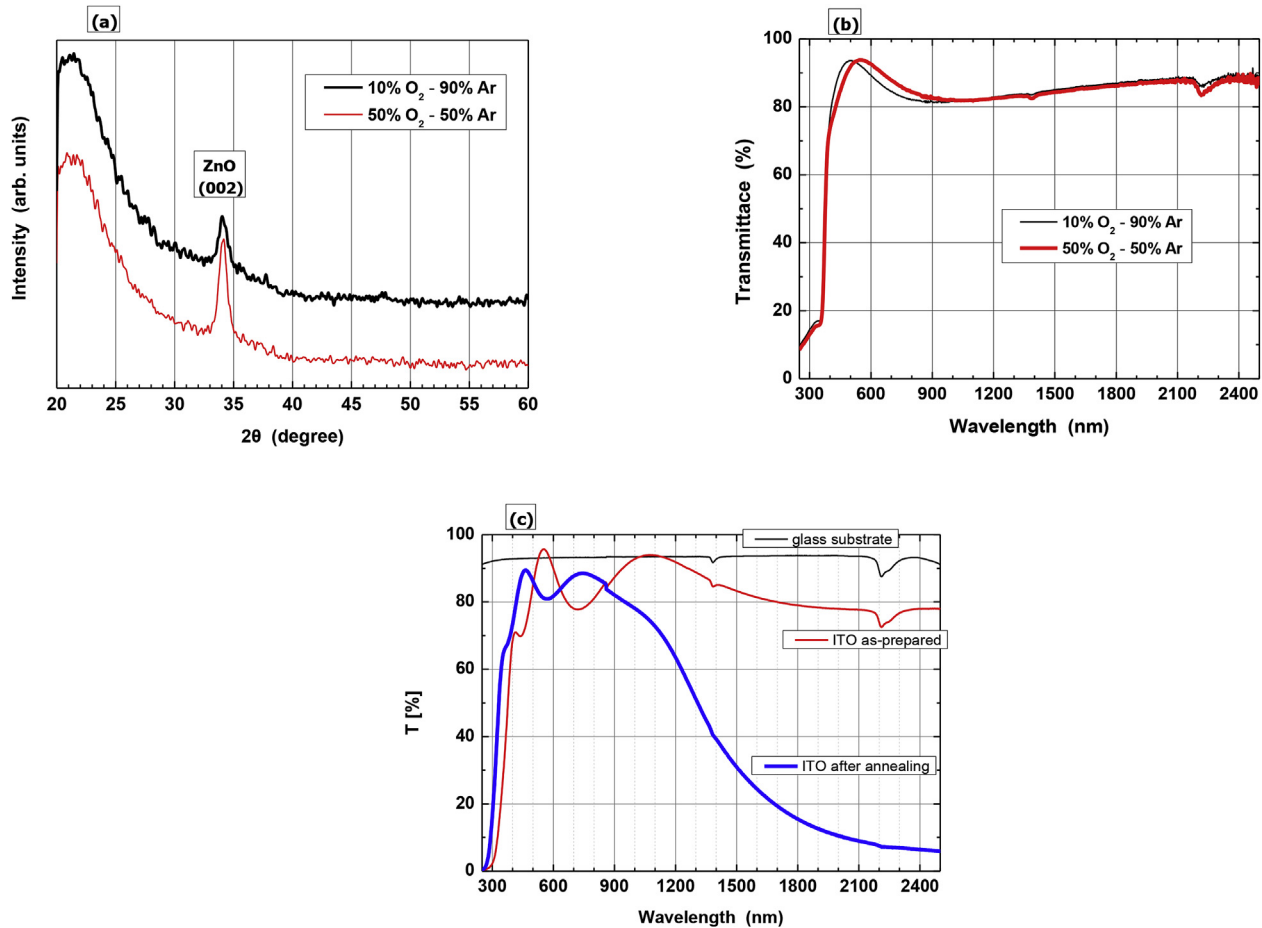 (a)
10% O₂ - 90% Ar
50% O₂ - 50% Ar
ZnO
(002)
Intensity (arb. units)
20 25 30 35 40 45 50 55 60
2θ (degree)
(b)
100
80
60
40
20
0
Transmittace (%)
10% O₂ - 90% Ar
50% O₂ - 50% Ar
300 600 900 1200 1500 1800 2100 2400
Wavelength (nm)
(c)
100
80
60
40
20
0
T [%]
glass substrate
ITO as-prepared
ITO after annealing
300 600 900 1200 1500 1800 2100 2400
Wavelength (nm)